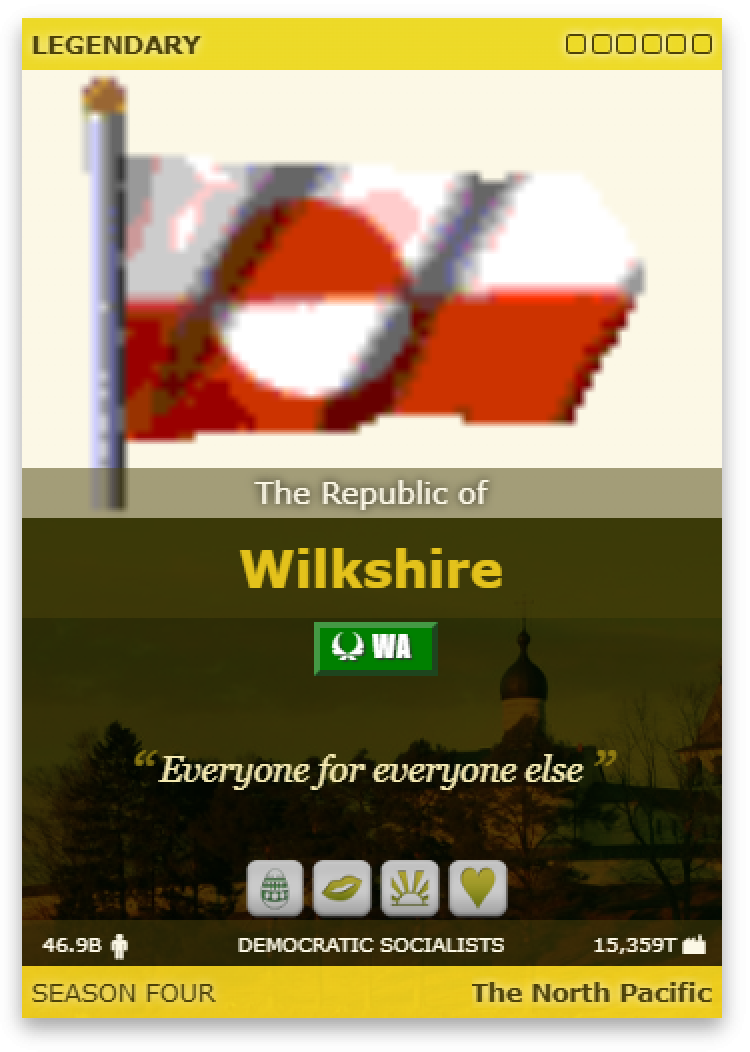 LEGENDARY
The Republic of
Wilkshire
WA
“Everyone for everyone else”
46.9B DEMOCRATIC SOCIALISTS 15,359T
SEASON FOUR The North Pacific